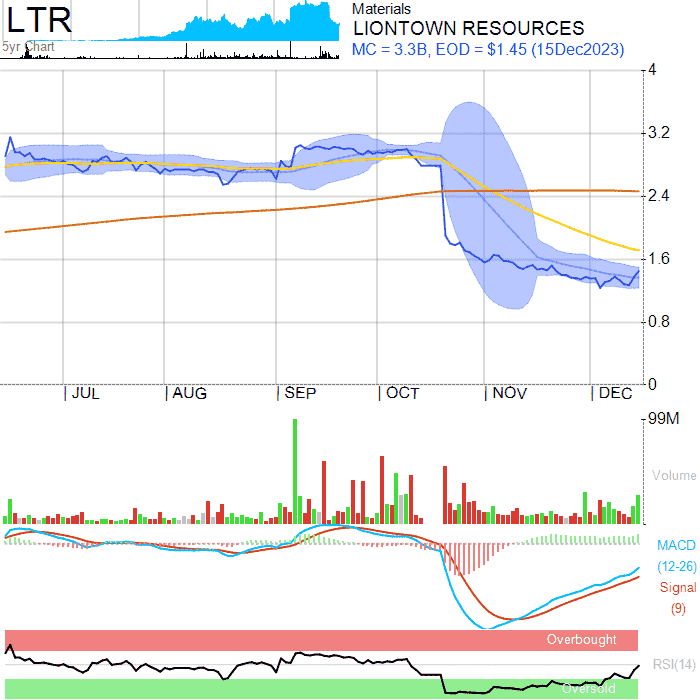 LTR
Materials
LIONTOWN RESOURCES
5yr Chart
MC = 3.3B, EOD = $1.45 (15Dec2023)
4
3.2
2.4
1.6
0.8
0
| JUL | AUG | SEP | OCT | NOV | DEC
99M
Volume
MACD
(12-26)
Signal
(9)
Overbought
RSI(14)
Oversold